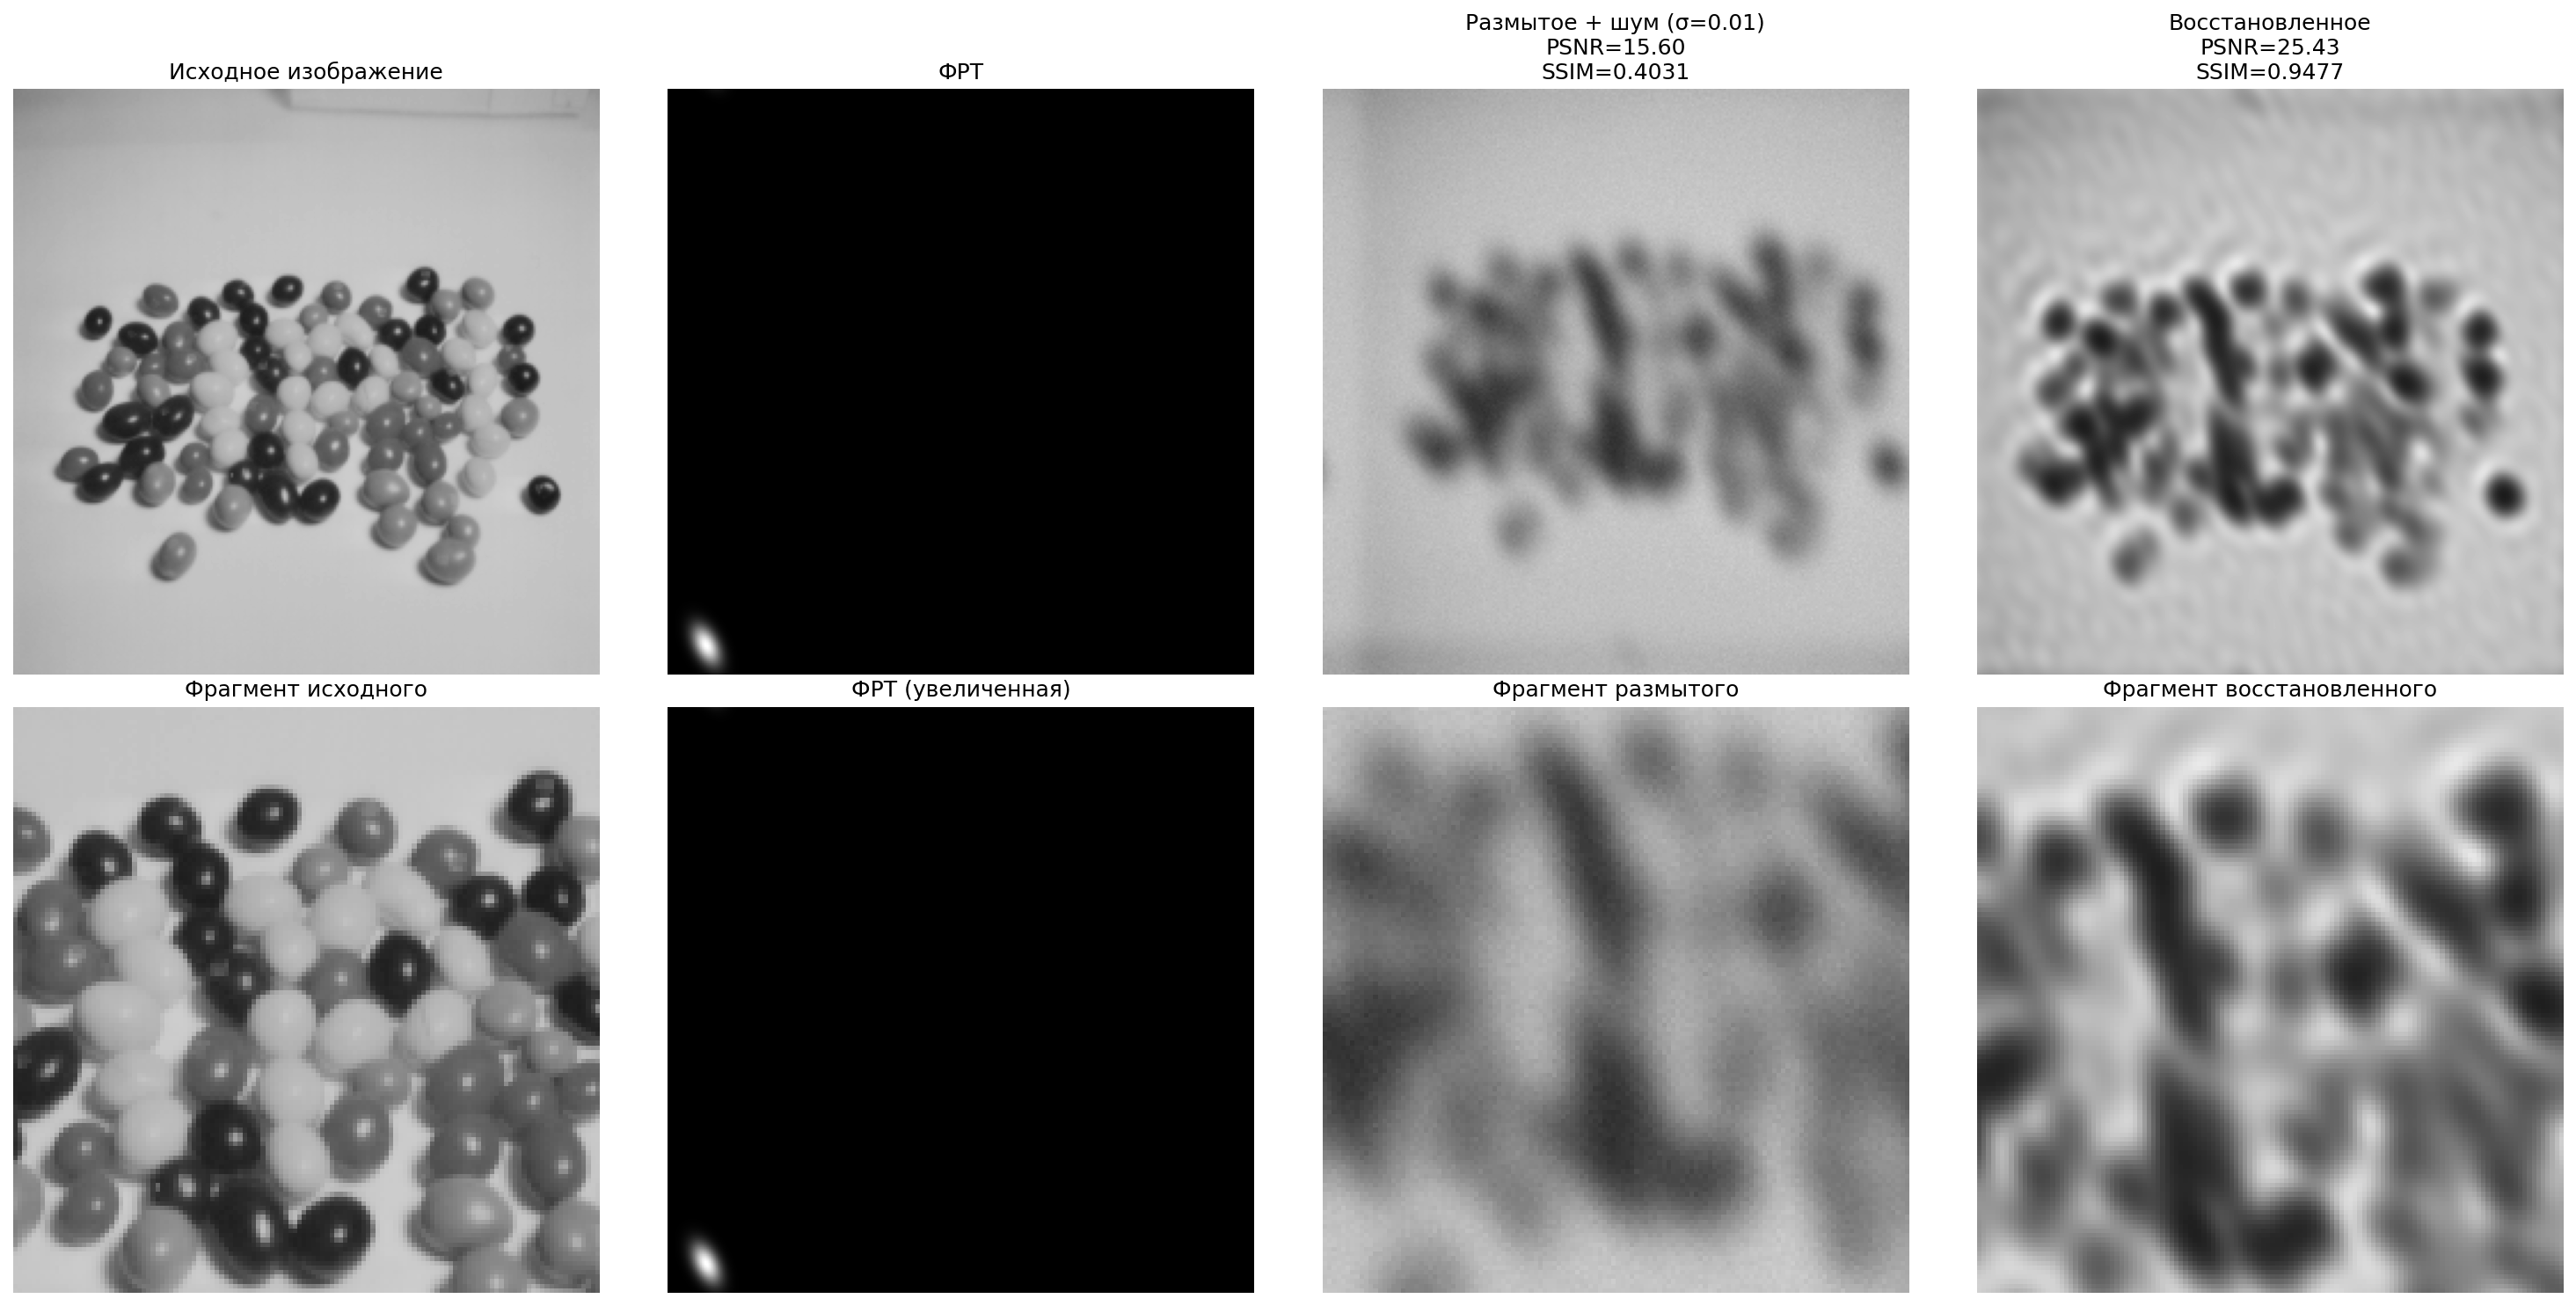 Исходное изображение
ФРТ
Размытое + шум (σ=0.01)
PSNR=15.60
SSIM=0.4031
Восстановленное
PSNR=25.43
SSIM=0.9477
Фрагмент исходного
ФРТ (увеличенная)
Фрагмент размытого
Фрагмент восстановленного